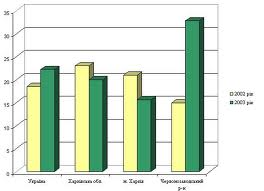 35
30
25
20
15
10
5
0
Україна
Харківська обл.
м. Харків
Червонозаводський
р-н
2002 рік
2003 рік